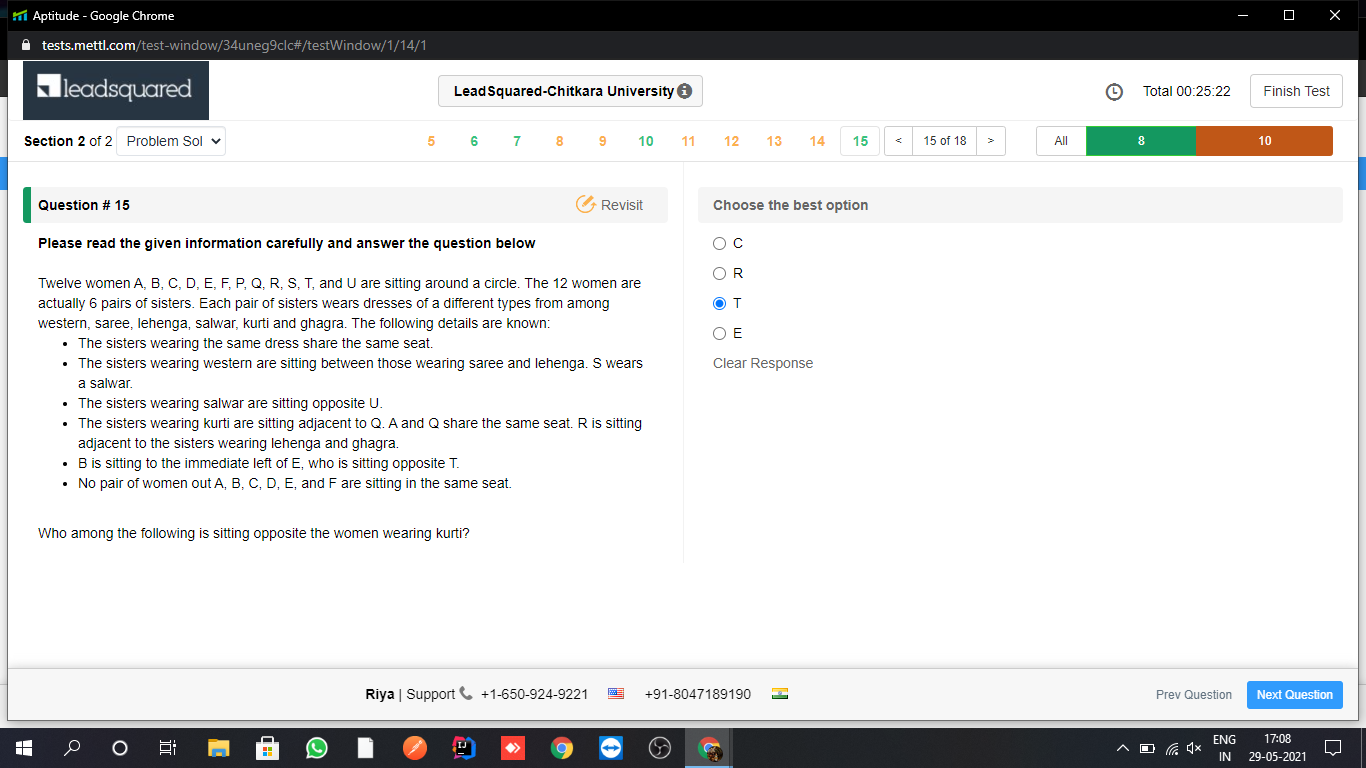 Aptitude - Google Chrome
tests.mettl.com/test-window/34uneg9clc#/testWindow/1/14/1
leadsquared
LeadSquared-Chitkara University
Total 00:25:22
Finish Test
Section 2 of 2
Problem Sol
5 6 7 8 9 10 11 12 13 14 15
< 15 of 18 >
All 8 10
Question # 15
Revisit
Please read the given information carefully and answer the question below
Twelve women A, B, C, D, E, F, P, Q, R, S, T, and U are sitting around a circle. The 12 women are
actually 6 pairs of sisters. Each pair of sisters wears dresses of a different types from among
western, saree, lehenga, salwar, kurti and ghagra. The following details are known:
• The sisters wearing the same dress share the same seat.
• The sisters wearing western are sitting between those wearing saree and lehenga. S wears
a salwar.
• The sisters wearing salwar are sitting opposite U.
• The sisters wearing kurti are sitting adjacent to Q. A and Q share the same seat. R is sitting
adjacent to the sisters wearing lehenga and ghagra.
• B is sitting to the immediate left of E, who is sitting opposite T.
• No pair of women out A, B, C, D, E, and F are sitting in the same seat.
Who among the following is sitting opposite the women wearing kurti?
Choose the best option
C
R
T
E
Clear Response
Riya | Support +1-650-924-9221 +91-8047189190
Prev Question
Next Question
ENG
IN
17:08
29-05-2021